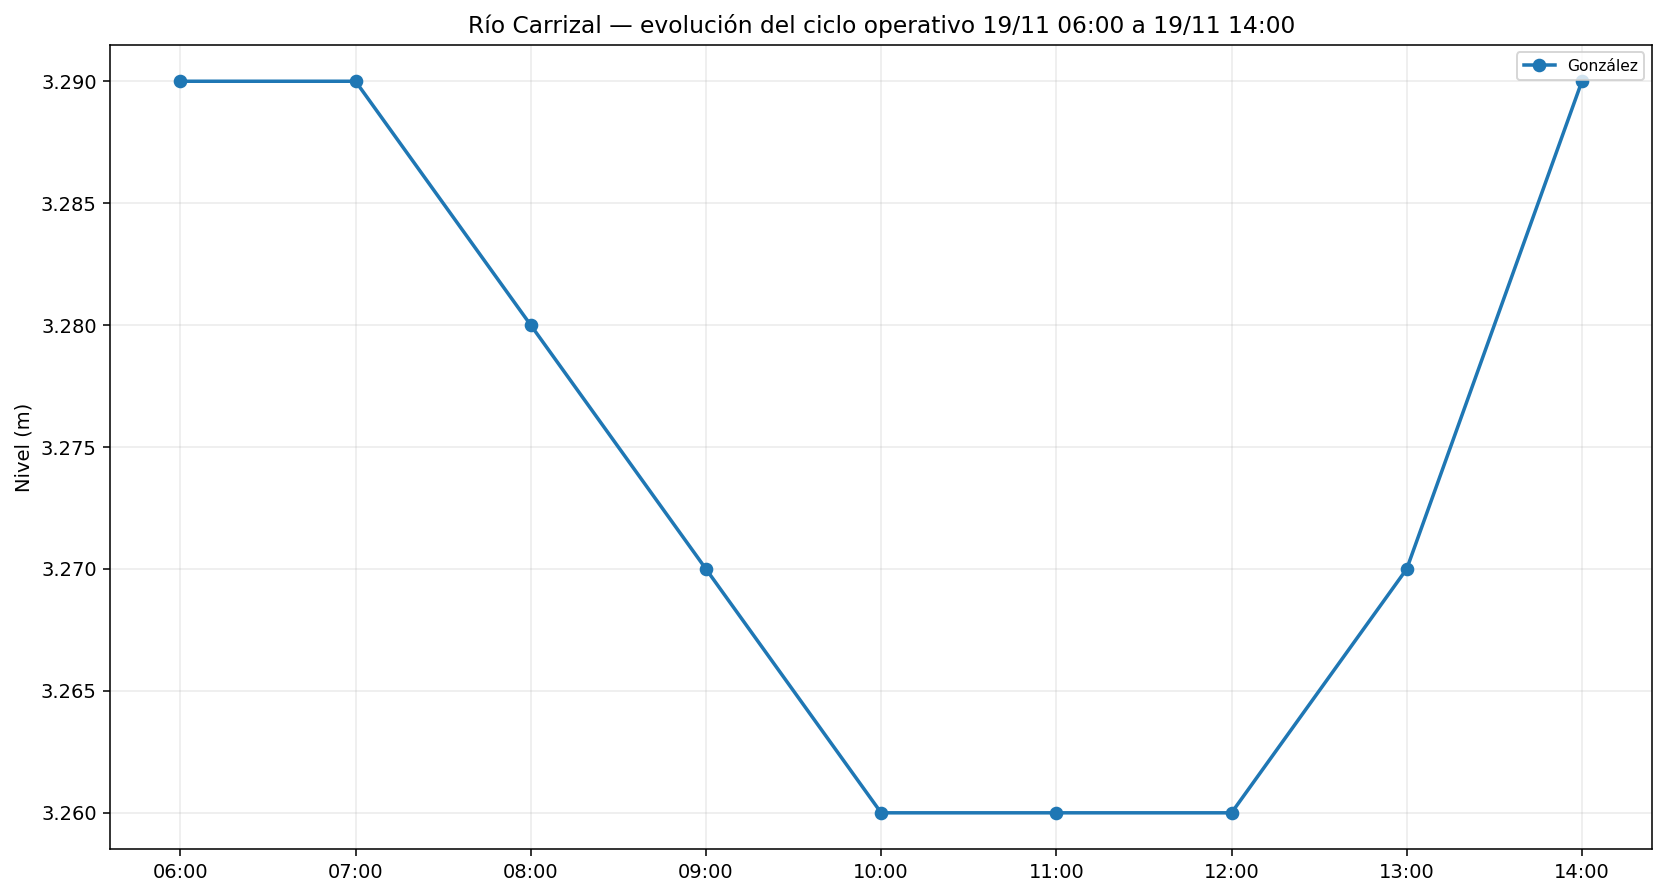 Río Carrizal — evolución del ciclo operativo 19/11 06:00 a 19/11 14:00
González
3.290
3.285
3.280
3.275
3.270
3.265
3.260
Nivel (m)
06:00 07:00 08:00 09:00 10:00 11:00 12:00 13:00 14:00